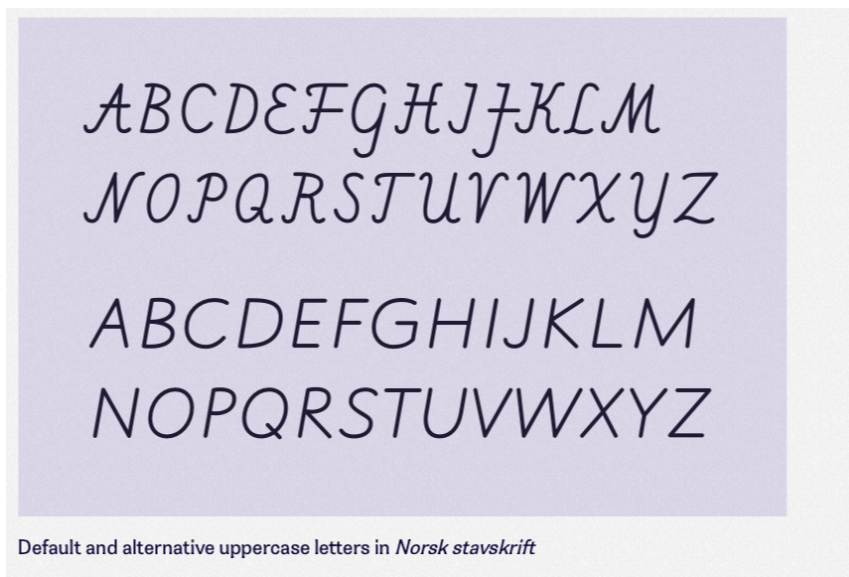 ABCDEFGHIJKLM
NOPQRSTUVWXYZ
ABCDEFGHIJKLM
NOPQRSTUVWXYZ
Default and alternative uppercase letters in Norsk stavskrift